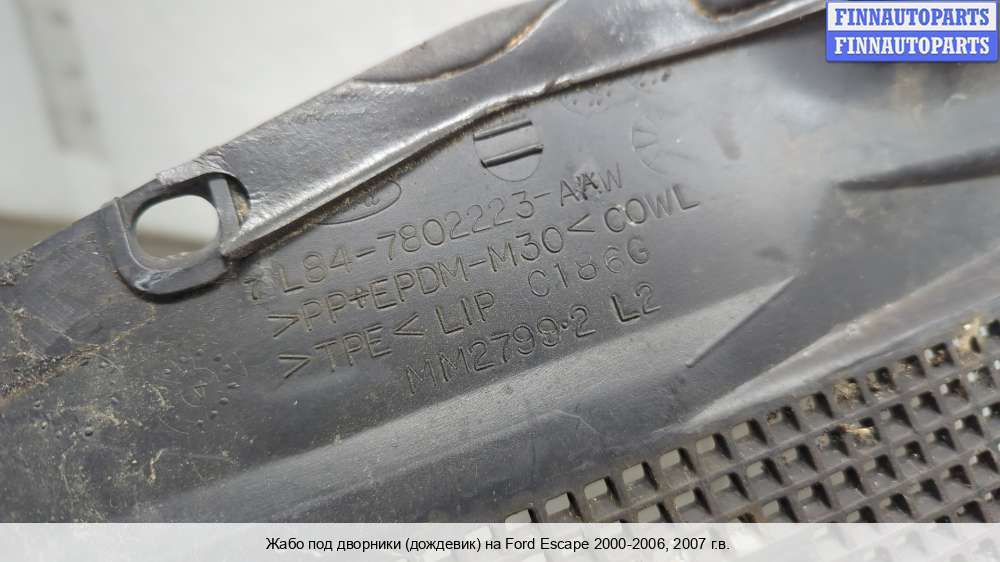 FINNAUTOPARTS
FINNAUTOPARTS
7L84-7802223-AAW
>PP+EPDM-M30< COWL
>TPE< LIP C186G
MM2799·2 L2
Жабо под дворники (дождевик) на Ford Escape 2000-2006, 2007 г.в.